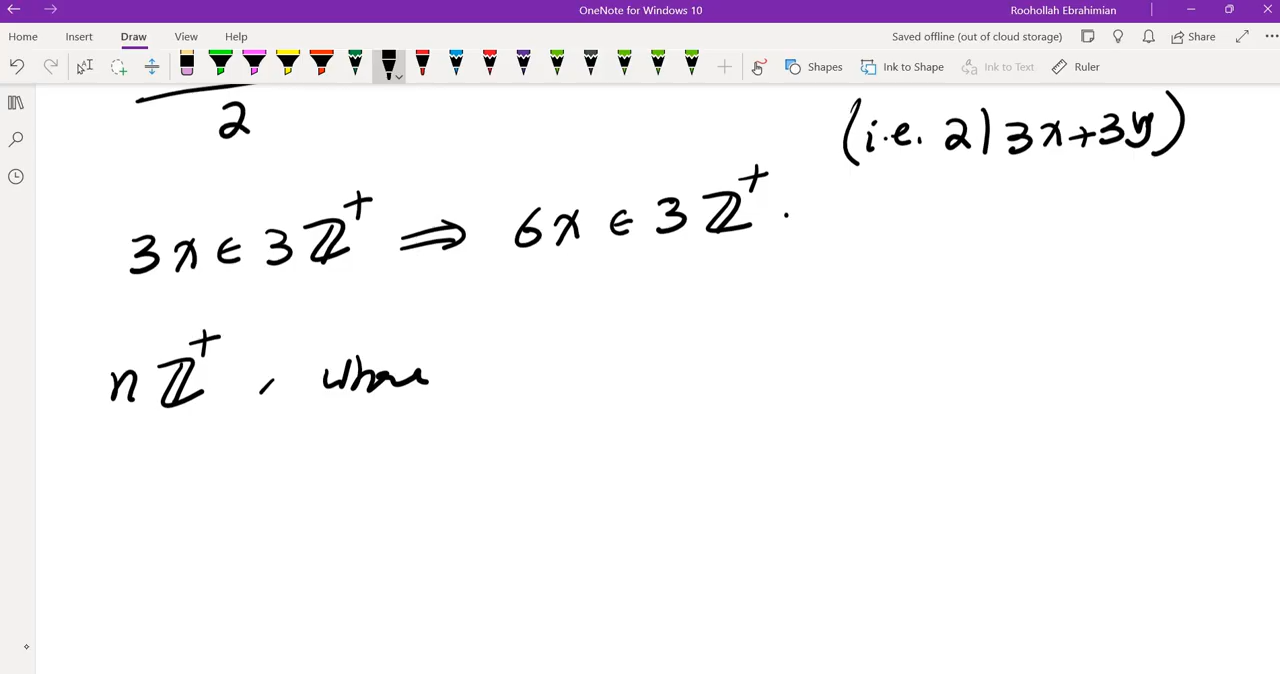 OneNote for Windows 10
Roohollah Ebrahimian
Home Insert Draw View Help
Saved offline (out of cloud storage)
Share
Shapes
Ink to Shape
Ink to Text
Ruler
2
(i.e. 2 | 3x+3y)
3x ∈ 3ℤ⁺ ⟹ 6x ∈ 3ℤ⁺.
nℤ⁺, where